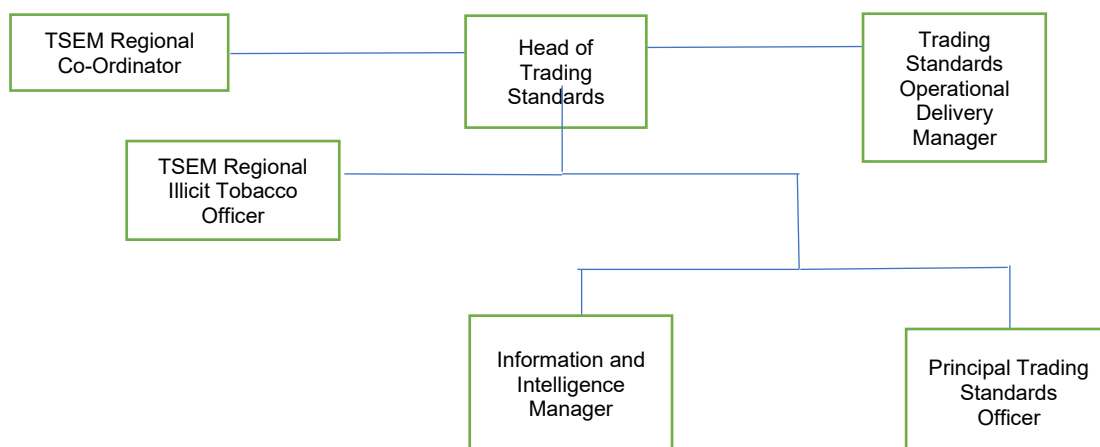 TSEM Regional
Co-Ordinator
Head of
Trading
Standards
Trading
Standards
Operational
Delivery
Manager
TSEM Regional
Illicit Tobacco
Officer
Information and
Intelligence
Manager
Principal Trading
Standards
Officer